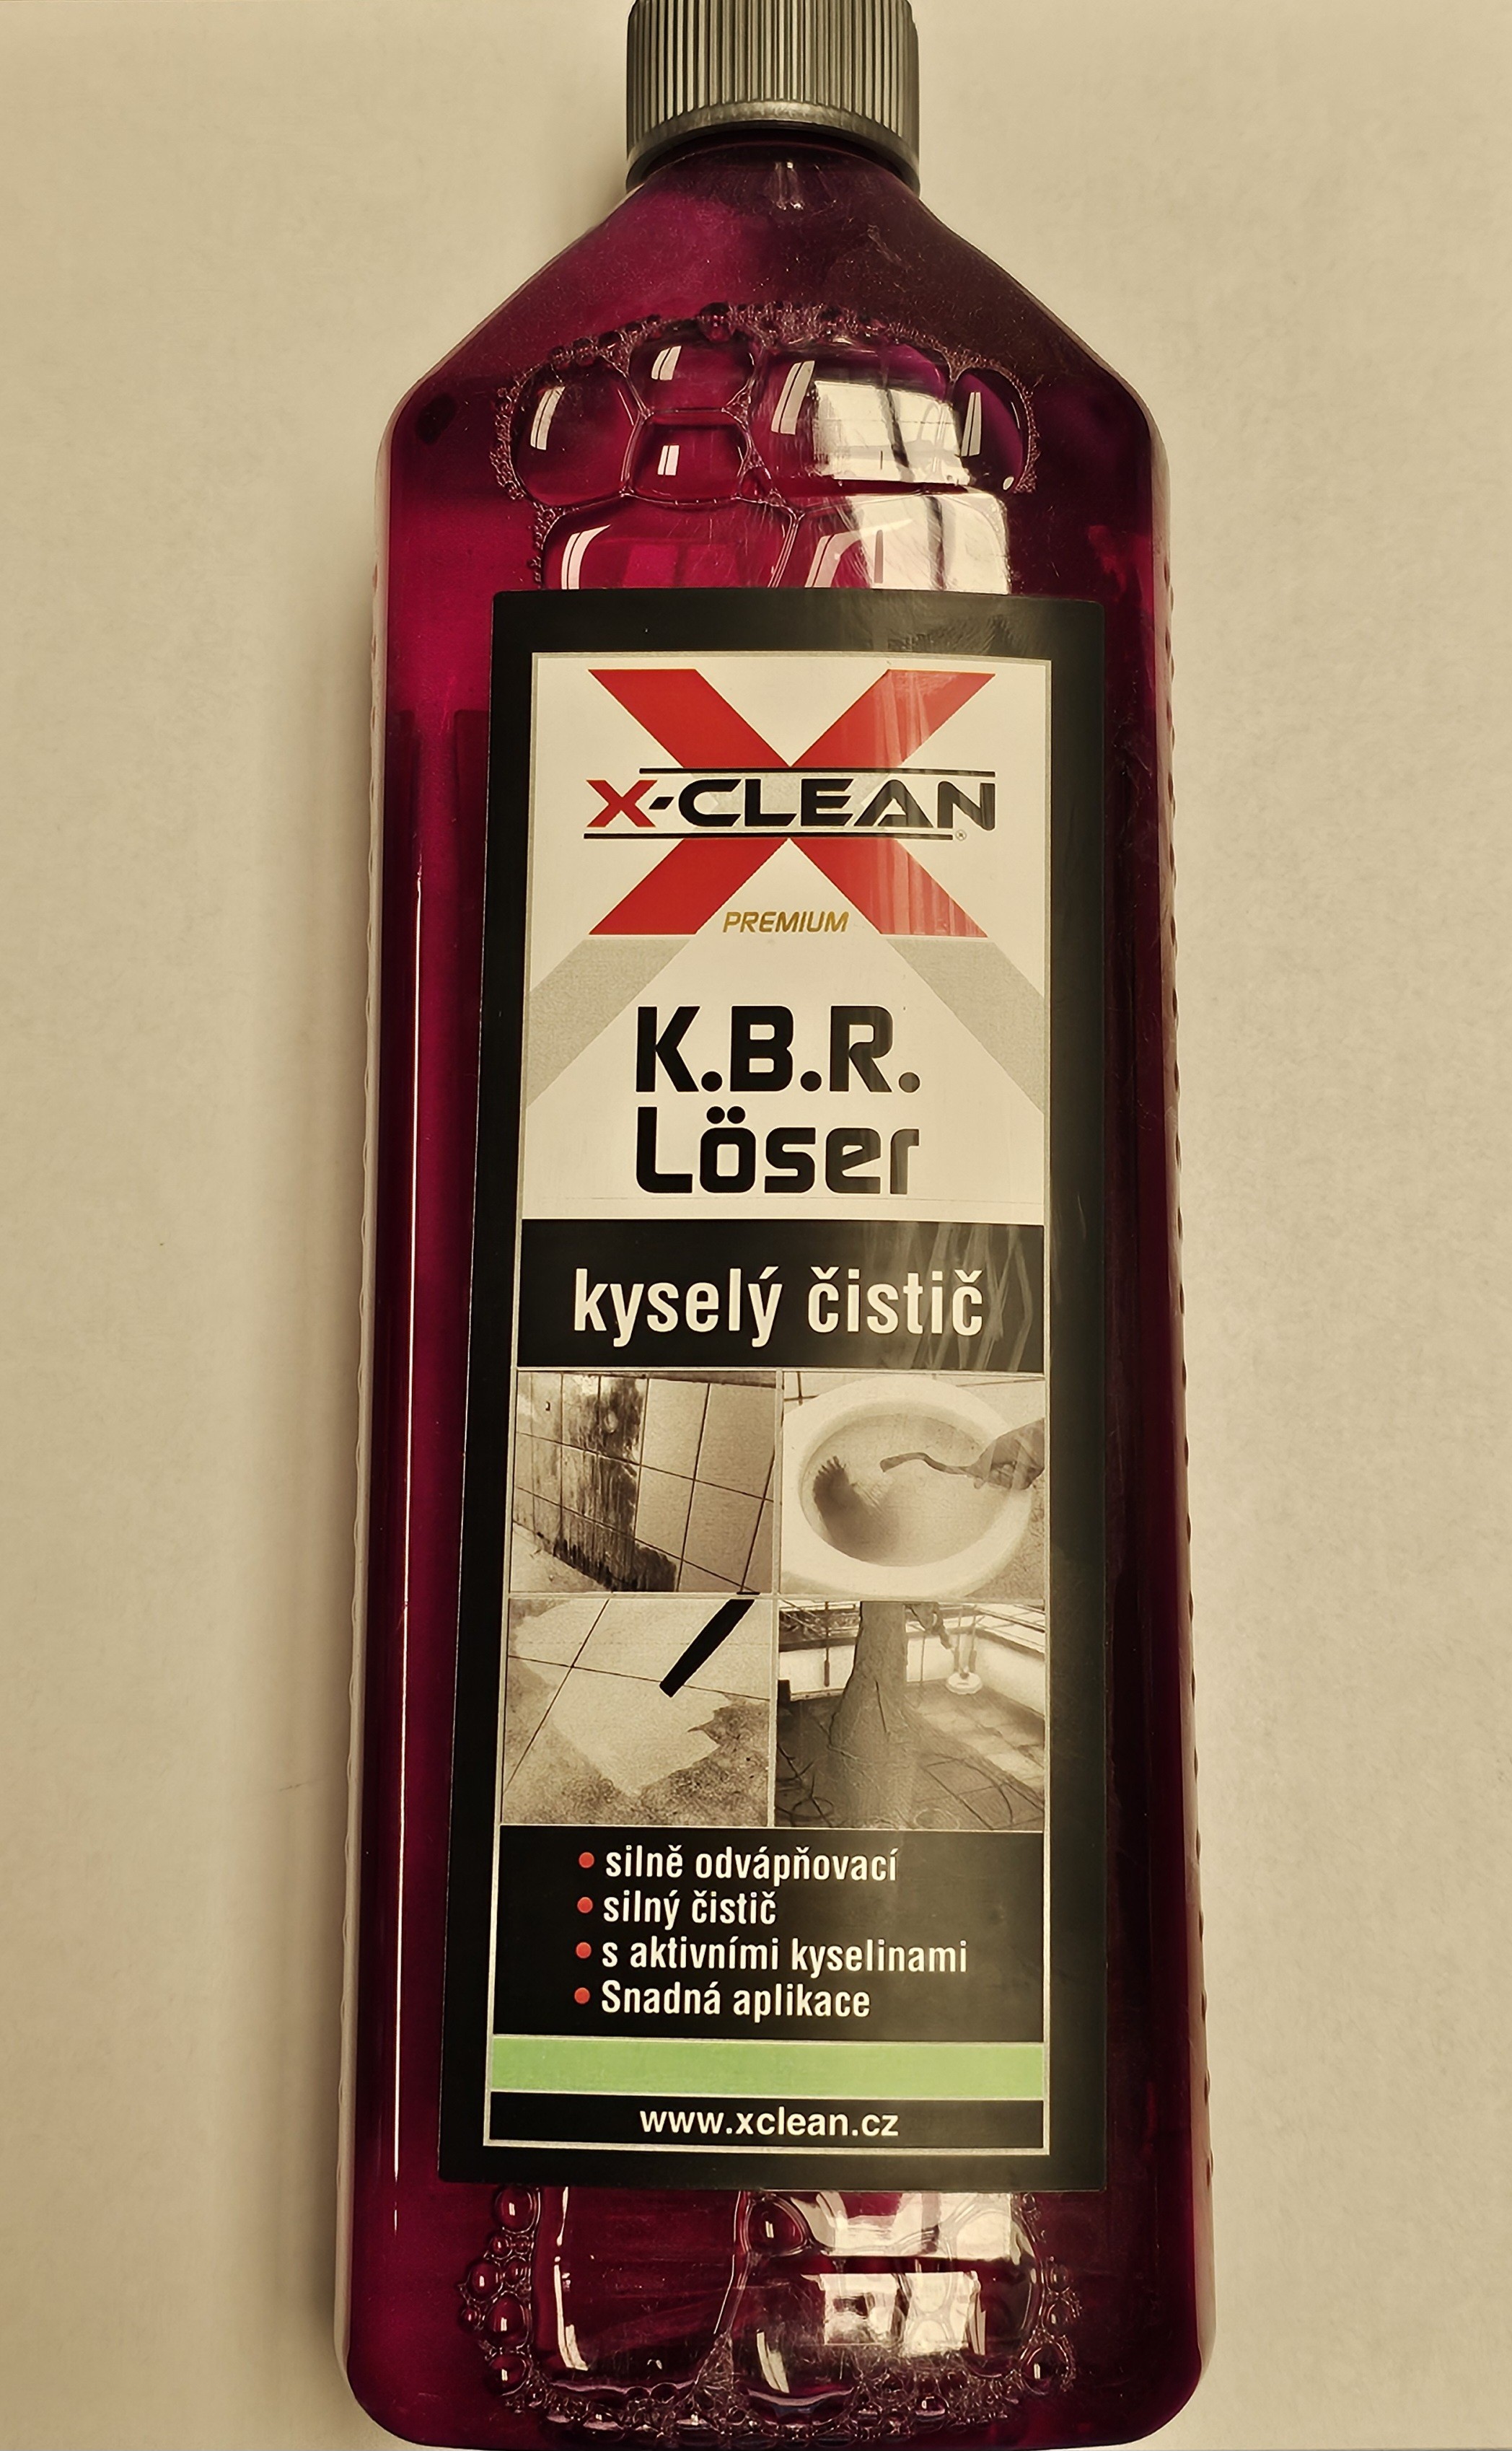 X-CLEAN®
PREMIUM
K.B.R.
Löser
kyselý čistič
• silně odvápňovací
• silný čistič
• s aktivními kyselinami
• Snadná aplikace
www.xclean.cz